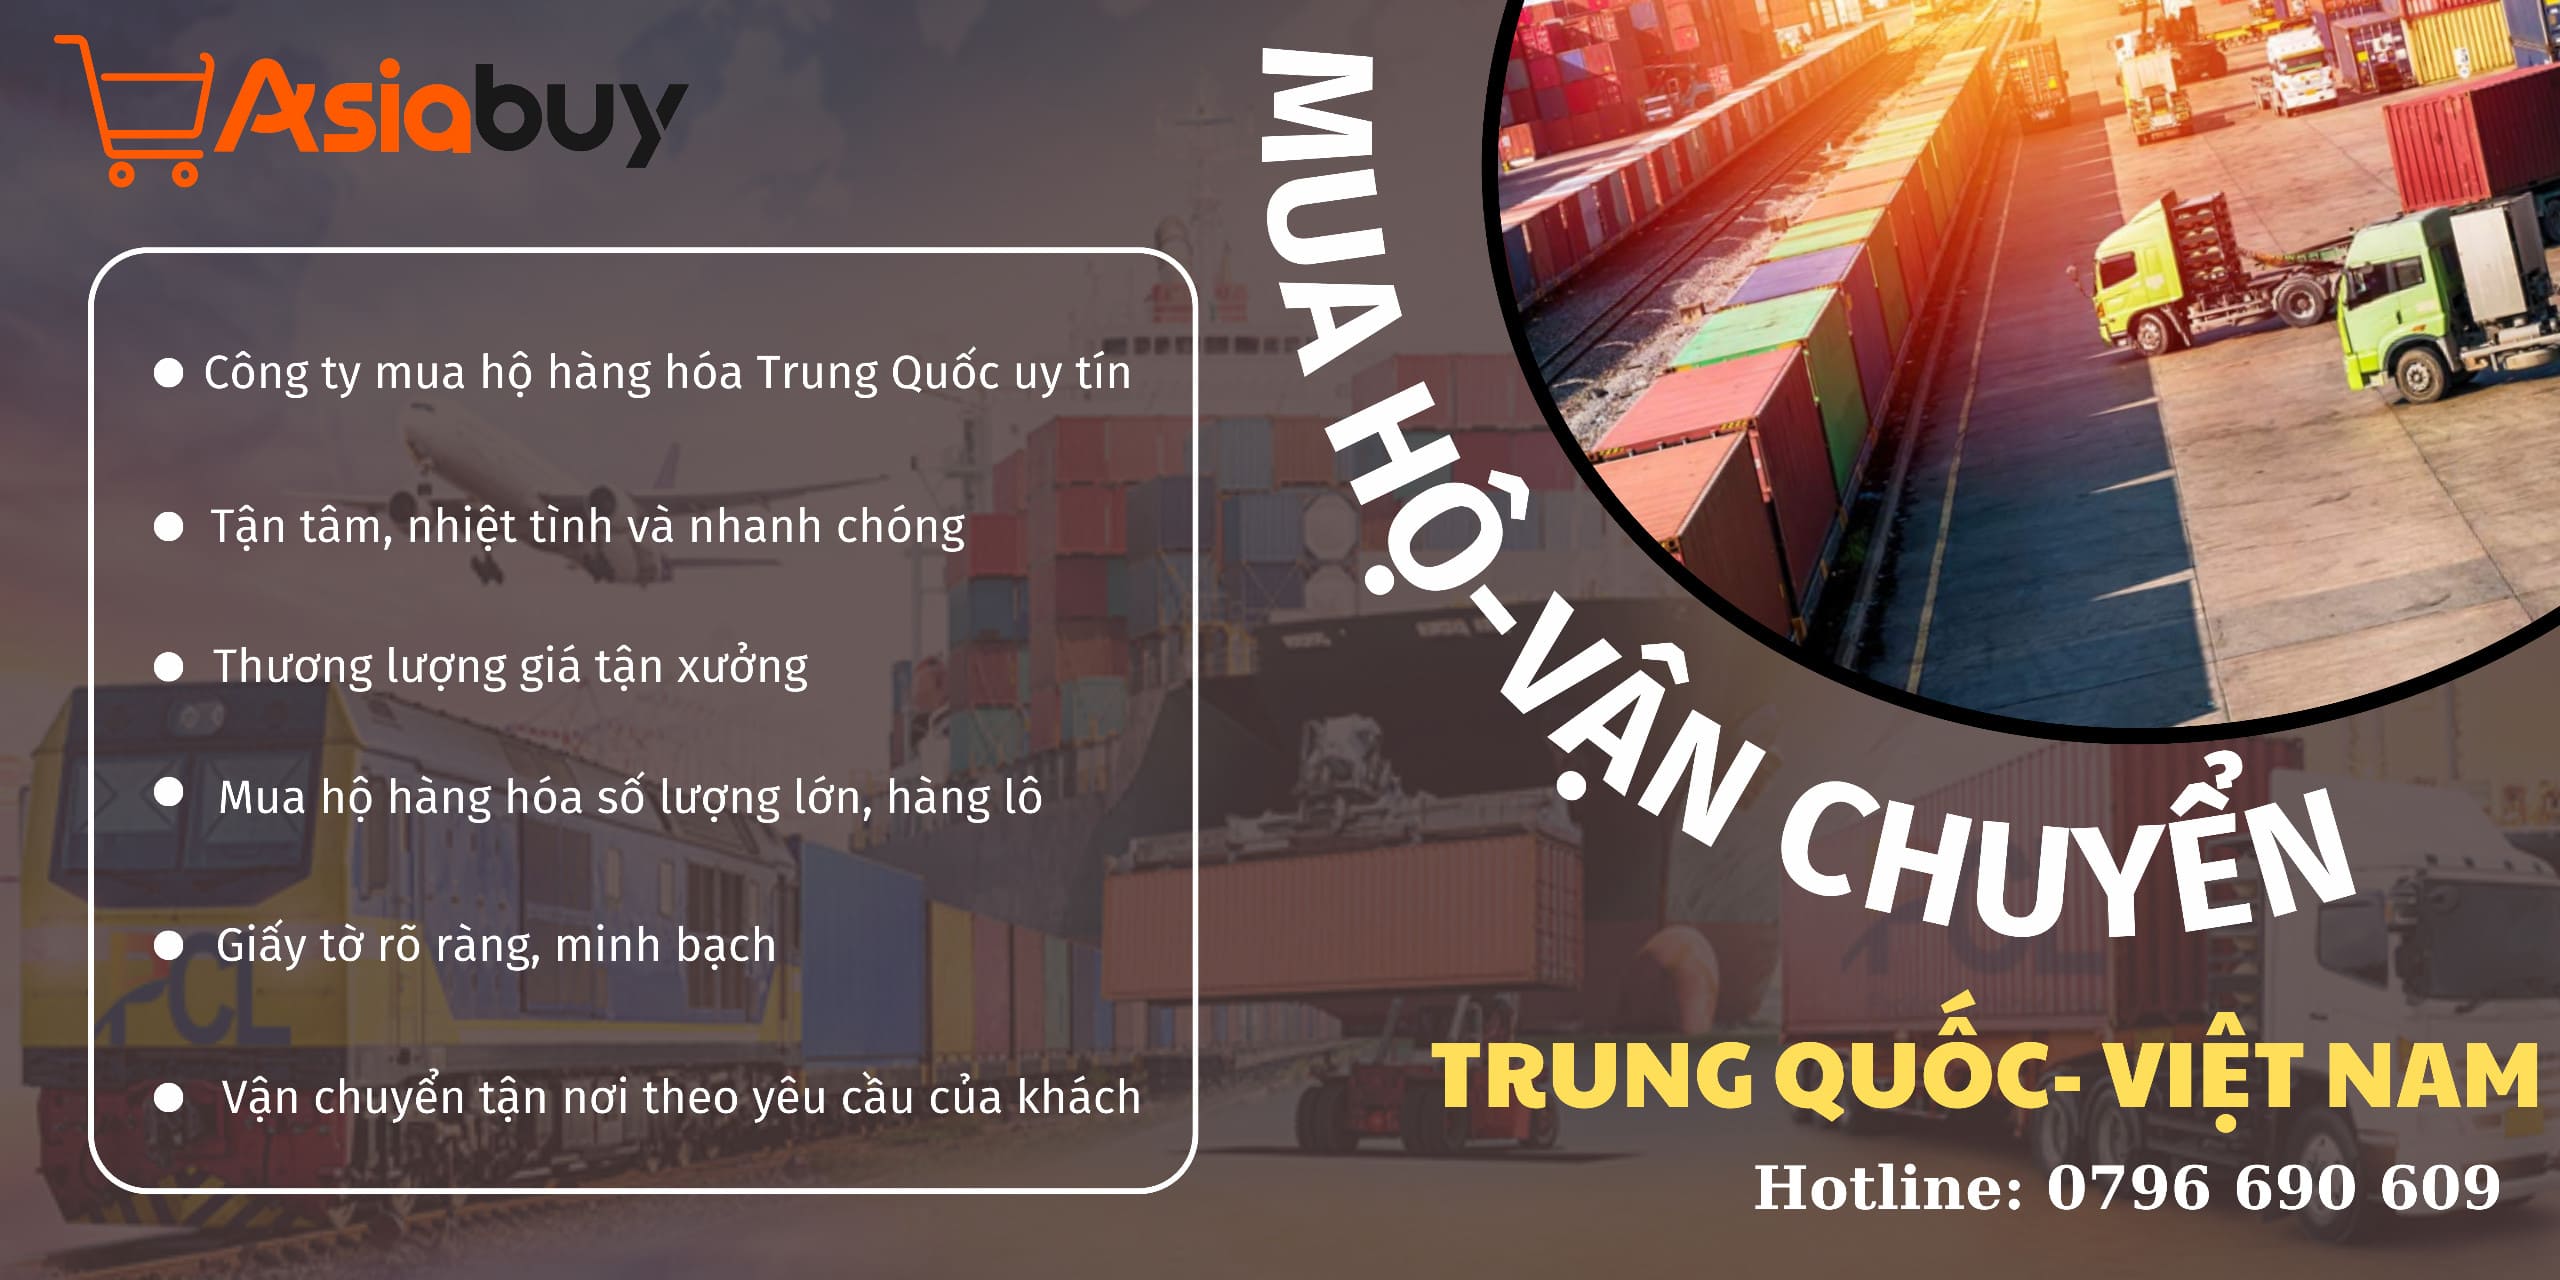 Asiabuy
Công ty mua hộ hàng hóa Trung Quốc uy tín
Tận tâm, nhiệt tình và nhanh chóng
Thương lượng giá tận xưởng
Mua hộ hàng hóa số lượng lớn, hàng lô
Giấy tờ rõ ràng, minh bạch
Vận chuyển tận nơi theo yêu cầu của khách
MUA HỘ-VẬN CHUYỂN
TRUNG QUỐC- VIỆT NAM
Hotline: 0796 690 609
PCL
PCL